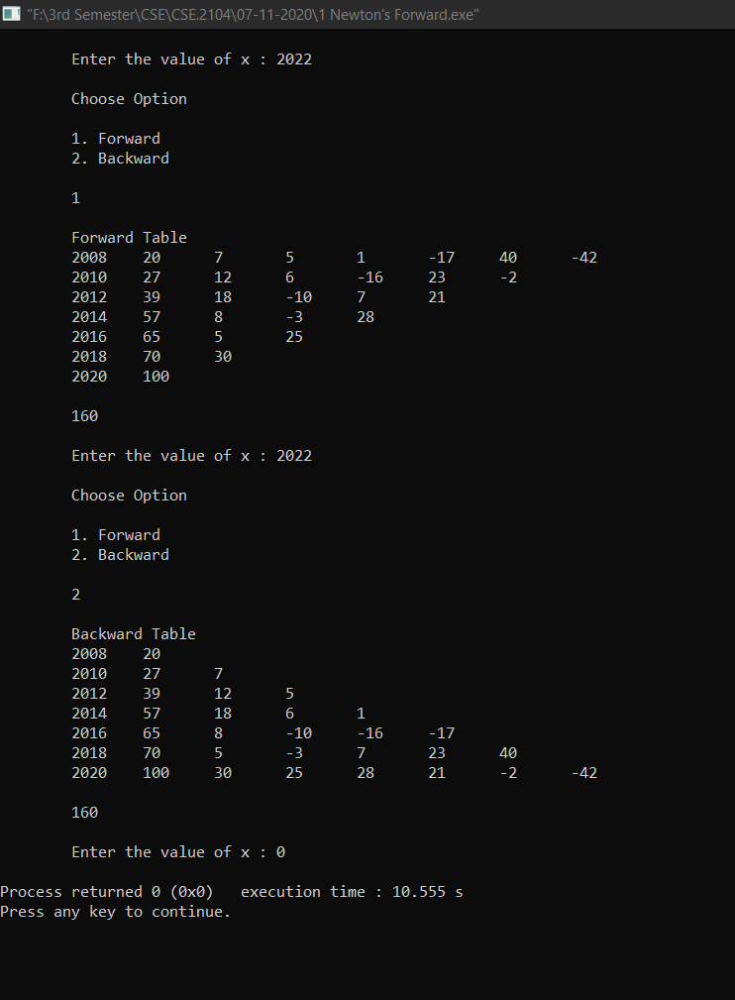 "F:\3rd Semester\CSE\CSE.2104\07-11-2020\1 Newton's Forward.exe"
Enter the value of x : 2022
Choose Option
1. Forward
2. Backward
1
Forward Table
2008 20 7 5 1 -17 40 -42
2010 27 12 6 -16 23 -2
2012 39 18 -10 7 21
2014 57 8 -3 28
2016 65 5 25
2018 70 30
2020 100
160
Enter the value of x : 2022
Choose Option
1. Forward
2. Backward
2
Backward Table
2008 20
2010 27 7
2012 39 12 5
2014 57 18 6 1
2016 65 8 -10 -16 -17
2018 70 5 -3 7 23 40
2020 100 30 25 28 21 -2 -42
160
Enter the value of x : 0
Process returned 0 (0x0) execution time : 10.555 s
Press any key to continue.